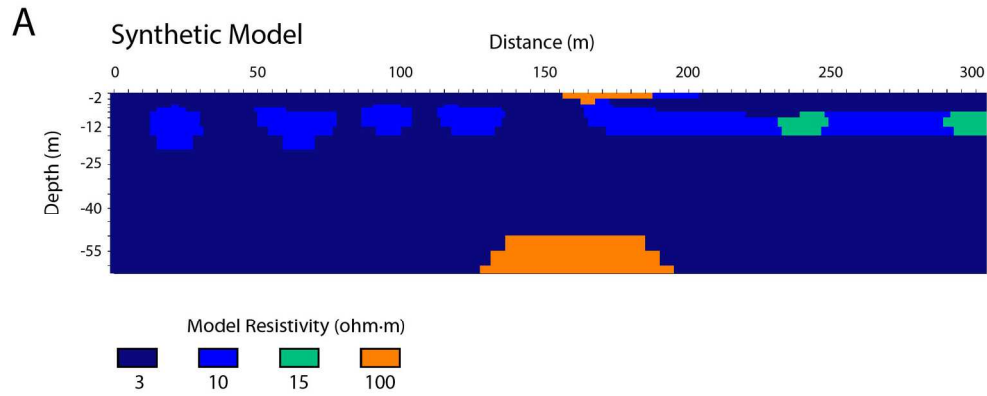 A
Synthetic Model
Distance (m)
0 50 100 150 200 250 300
Depth (m)
-2
-12
-25
-40
-55
Model Resistivity (ohm·m)
3 10 15 100